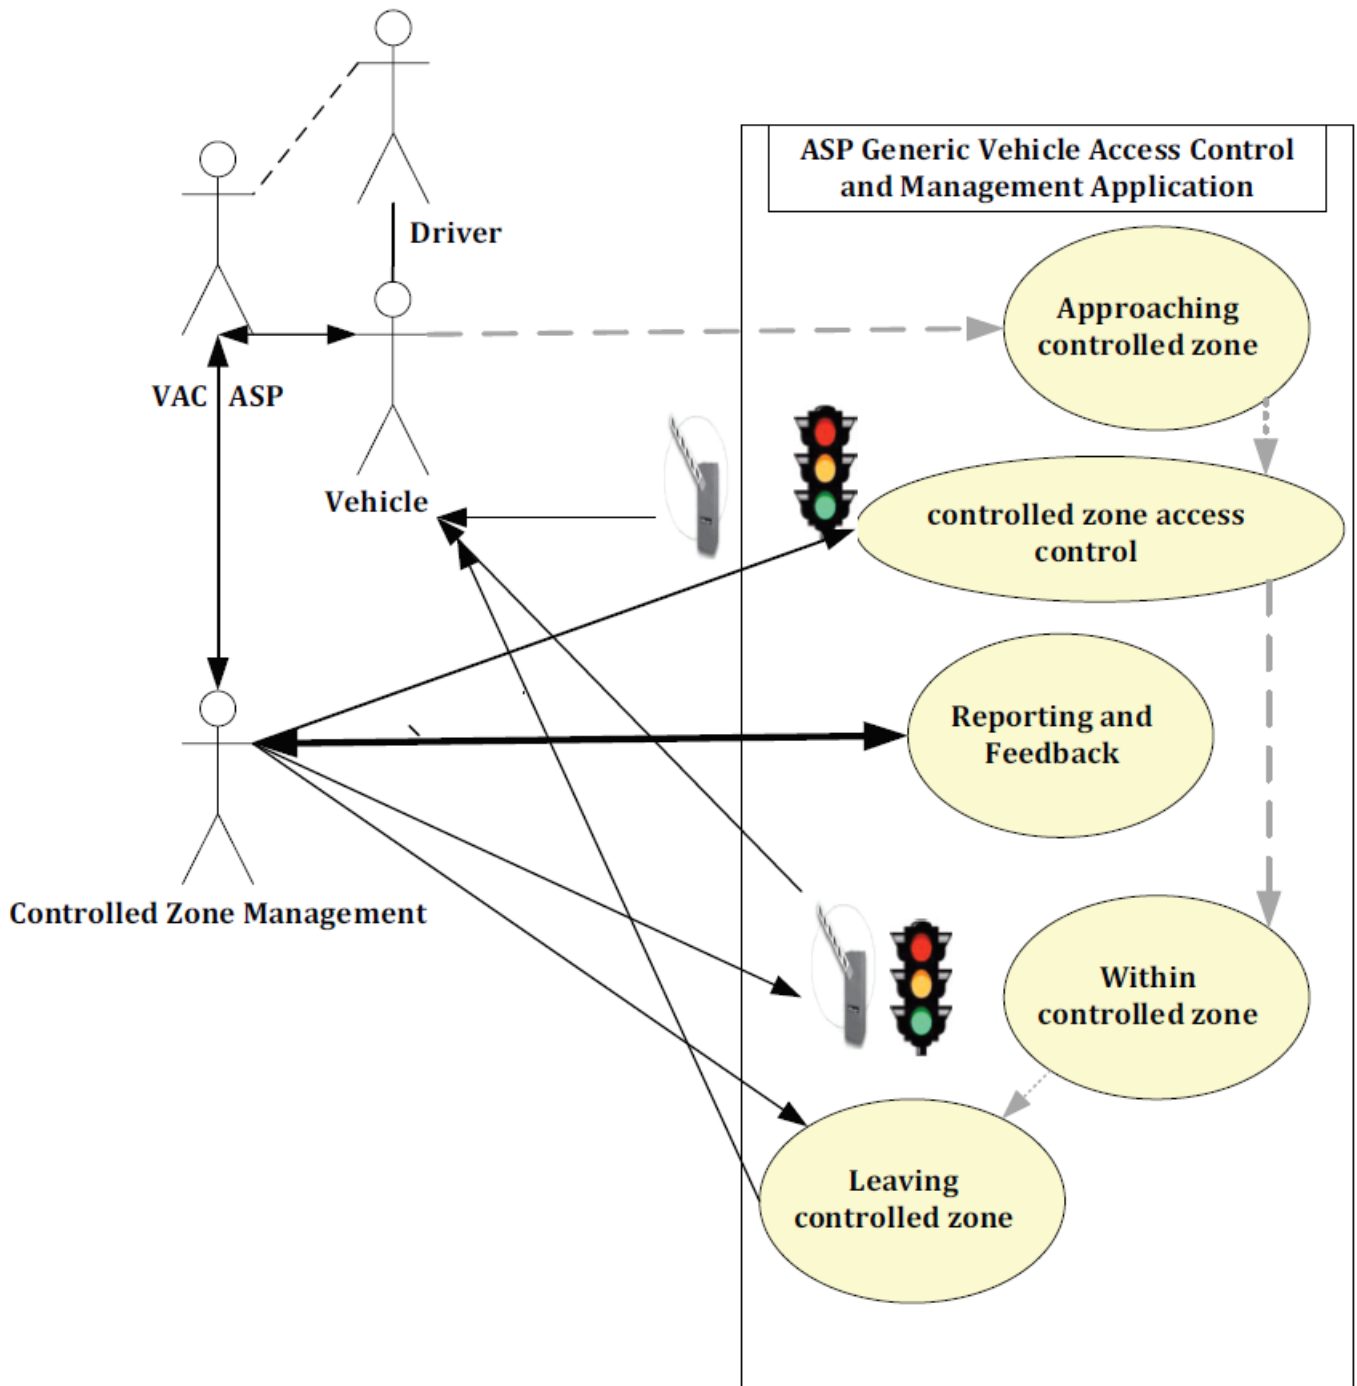 ASP Generic Vehicle Access Control
and Management Application
Driver
Approaching
controlled zone
VAC ASP
Vehicle
controlled zone access
control
Reporting and
Feedback
Controlled Zone Management
Within
controlled zone
Leaving
controlled zone